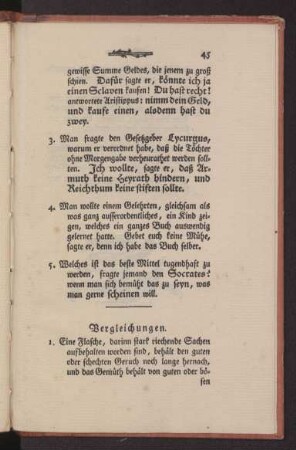 45
gewisse Summe Geldes, die jenem zu groß
schien. Dafür sagte er, könnte ich ja
einen Sclaven kaufen! Du hast recht!
antwortete Aristippus: nimm dein Geld,
und kaufe einen, alsdenn hast du
zwey.
3. Man fragte den Gesetzgeber Lycurgus,
warum er verordnet habe, daß die Töchter
ohne Morgengabe verheurathet werden soll-
ten. Ich wollte, sagte er, daß Ar-
muth keine Heyrath hindern, und
Reichthum keine stiften sollte.
4. Man wollte einem Gelehrten, gleichsam als
was ganz ausserordentliches, ein Kind zei-
gen, welches ein ganzes Buch auswendig
gelernet hatte. Gebet euch keine Mühe,
sagte er, denn ich habe das Buch selber.
5. Welches ist das beste Mittel tugendhaft zu
werden, fragte jemand den Socrates?
wenn man sich bemüht das zu seyn, was
man gerne scheinen will.
Vergleichungen.
1. Eine Flasche, darinn stark riechende Sachen
aufbehalten worden sind, behält den guten
oder schechten Geruch noch lange hernach,
und das Gemüth behält von guten oder bö-
sen